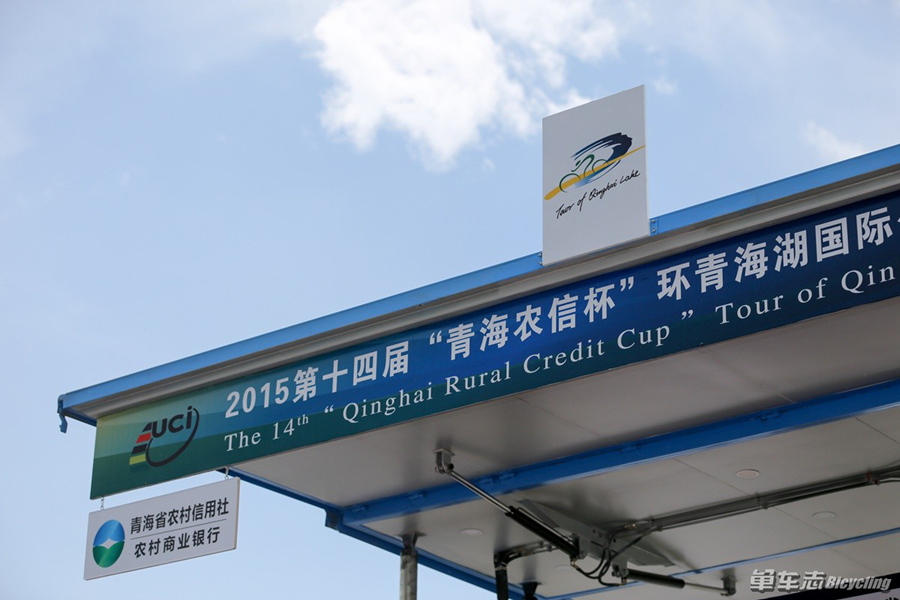 Tour of Qinghai Lake
2015第十四届“青海农信杯”环青海湖国际
The 14th “ Qinghai Rural Credit Cup ” Tour of Qin
UCI
青海省农村信用社
农村商业银行
单车志Bicycling